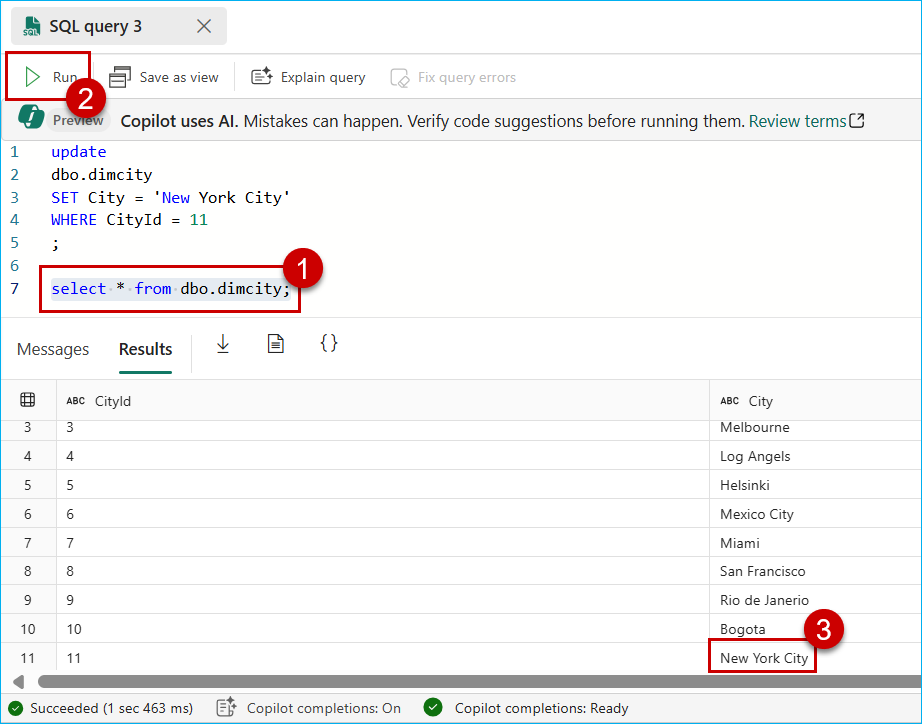 SQL query 3
Run Save as view Explain query Fix query errors
2
Preview Copilot uses AI. Mistakes can happen. Verify code suggestions before running them. Review terms
1 update
2 dbo.dimcity
3 SET City = 'New York City'
4 WHERE CityId = 11
5 ;
6
1
7 select * from dbo.dimcity;
Messages Results {}
ABC CityId ABC City
3 3 Melbourne
4 4 Log Angels
5 5 Helsinki
6 6 Mexico City
7 7 Miami
8 8 San Francisco
9 9 Rio de Janerio
10 10 Bogota
3
11 11 New York City
Succeeded (1 sec 463 ms) Copilot completions: On Copilot completions: Ready